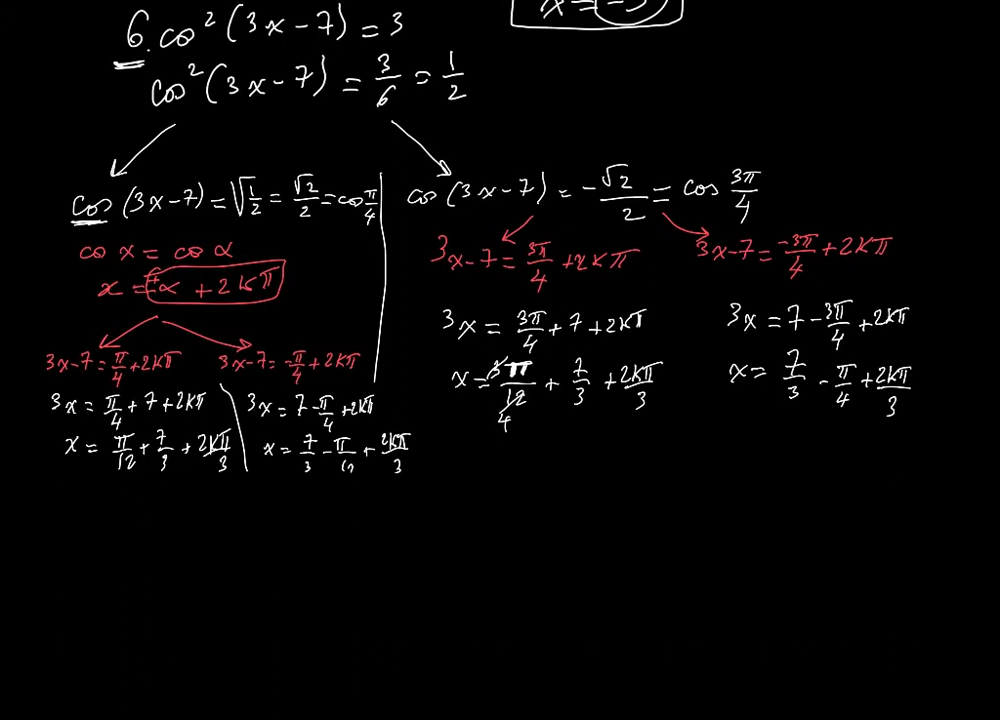 x = -3
6.cos²(3x-7) = 3
cos²(3x-7) = 3/6 = 1/2
cos(3x-7) = √1/2 = √2/2 = cos π/4
cos(3x-7) = -√2/2 = cos 3π/4
co x = co α
x = ±α + 2kπ
3x-7 = 3π/4 + 2kπ
3x-7 = -3π/4 + 2kπ
3x = 3π/4 + 7 + 2kπ
3x = 7 - 3π/4 + 2kπ
3x-7 = π/4 + 2kπ
3x-7 = -π/4 + 2kπ
x = 3π/12 4 + 7/3 + 2kπ/3
x = 7/3 - π/4 + 2kπ/3
3x = π/4 + 7 + 2kπ
3x = 7 - π/4 + 2kπ
x = π/12 + 7/3 + 2kπ/3
x = 7/3 - π/12 + 2kπ/3